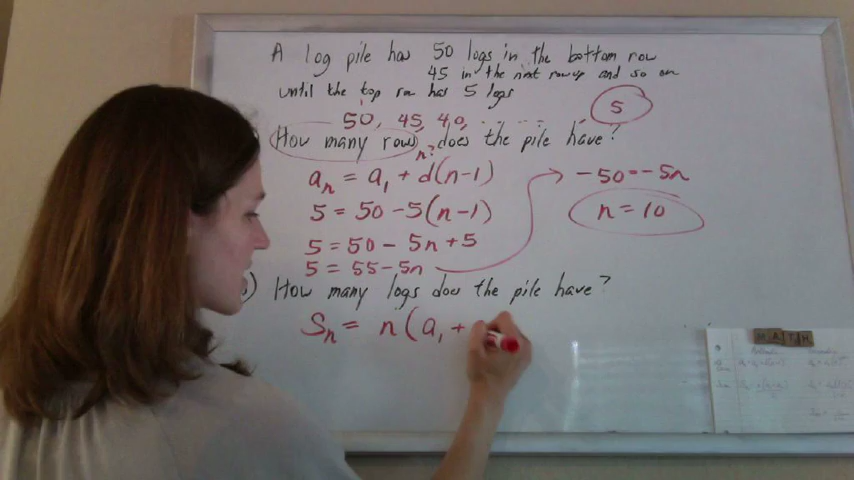 A log pile has 50 logs in the bottom row
45 in the next row up and so on
until the top row has 5 logs
50, 45, 40, ........ 5
How many rows does the pile have?
n?
aₙ = a₁ + d(n-1)
5 = 50 - 5(n-1)
5 = 50 - 5n + 5
5 = 55 - 5n
-50 = -5n
n = 10
) How many logs does the pile have?
Sₙ = n(a₁ +
MATH